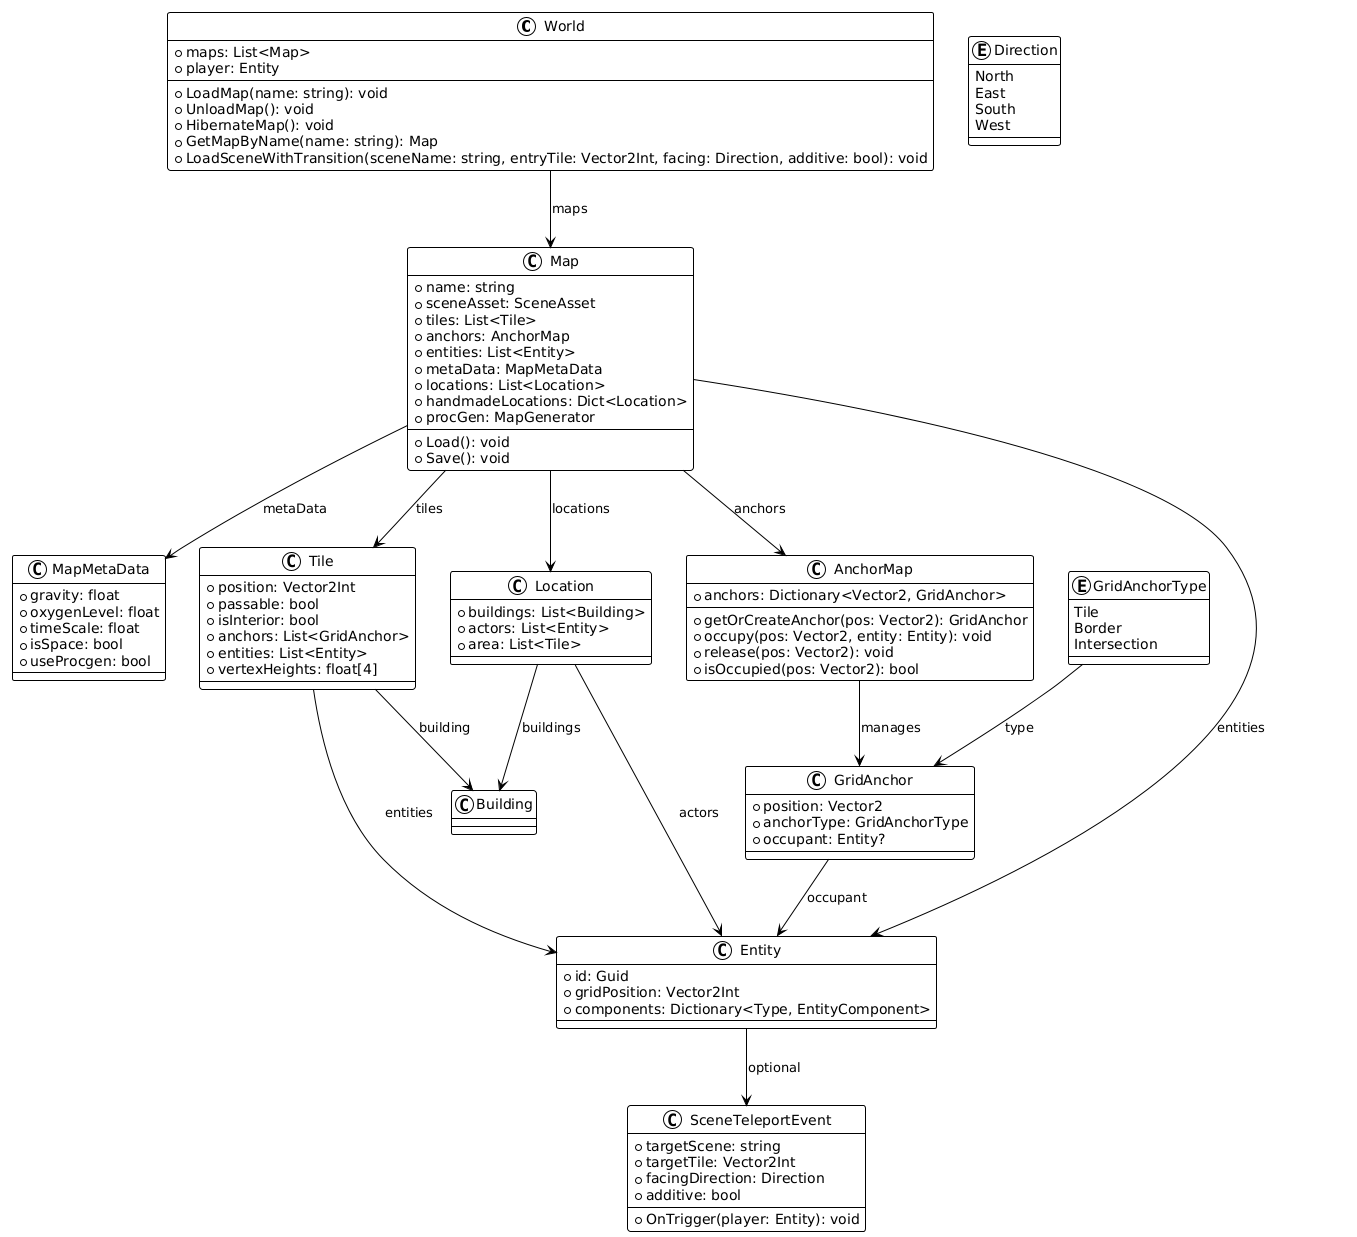 C World
maps: List<Map>
player: Entity
LoadMap(name: string): void
UnloadMap(): void
HibernateMap(): void
GetMapByName(name: string): Map
LoadSceneWithTransition(sceneName: string, entryTile: Vector2Int, facing: Direction, additive: bool): void
E Direction
North
East
South
West
maps
C Map
name: string
sceneAsset: SceneAsset
tiles: List<Tile>
anchors: AnchorMap
entities: List<Entity>
metaData: MapMetaData
locations: List<Location>
handmadeLocations: Dict<Location>
procGen: MapGenerator
Load(): void
Save(): void
metaData
tiles
locations
anchors
C MapMetaData
gravity: float
oxygenLevel: float
timeScale: float
isSpace: bool
useProcgen: bool
C Tile
position: Vector2Int
passable: bool
isInterior: bool
anchors: List<GridAnchor>
entities: List<Entity>
vertexHeights: float[4]
C Location
buildings: List<Building>
actors: List<Entity>
area: List<Tile>
C AnchorMap
anchors: Dictionary<Vector2, GridAnchor>
getOrCreateAnchor(pos: Vector2): GridAnchor
occupy(pos: Vector2, entity: Entity): void
release(pos: Vector2): void
isOccupied(pos: Vector2): bool
E GridAnchorType
Tile
Border
Intersection
building
buildings
manages
type
entities
C Building
entities
actors
C GridAnchor
position: Vector2
anchorType: GridAnchorType
occupant: Entity?
occupant
C Entity
id: Guid
gridPosition: Vector2Int
components: Dictionary<Type, EntityComponent>
optional
C SceneTeleportEvent
targetScene: string
targetTile: Vector2Int
facingDirection: Direction
additive: bool
OnTrigger(player: Entity): void